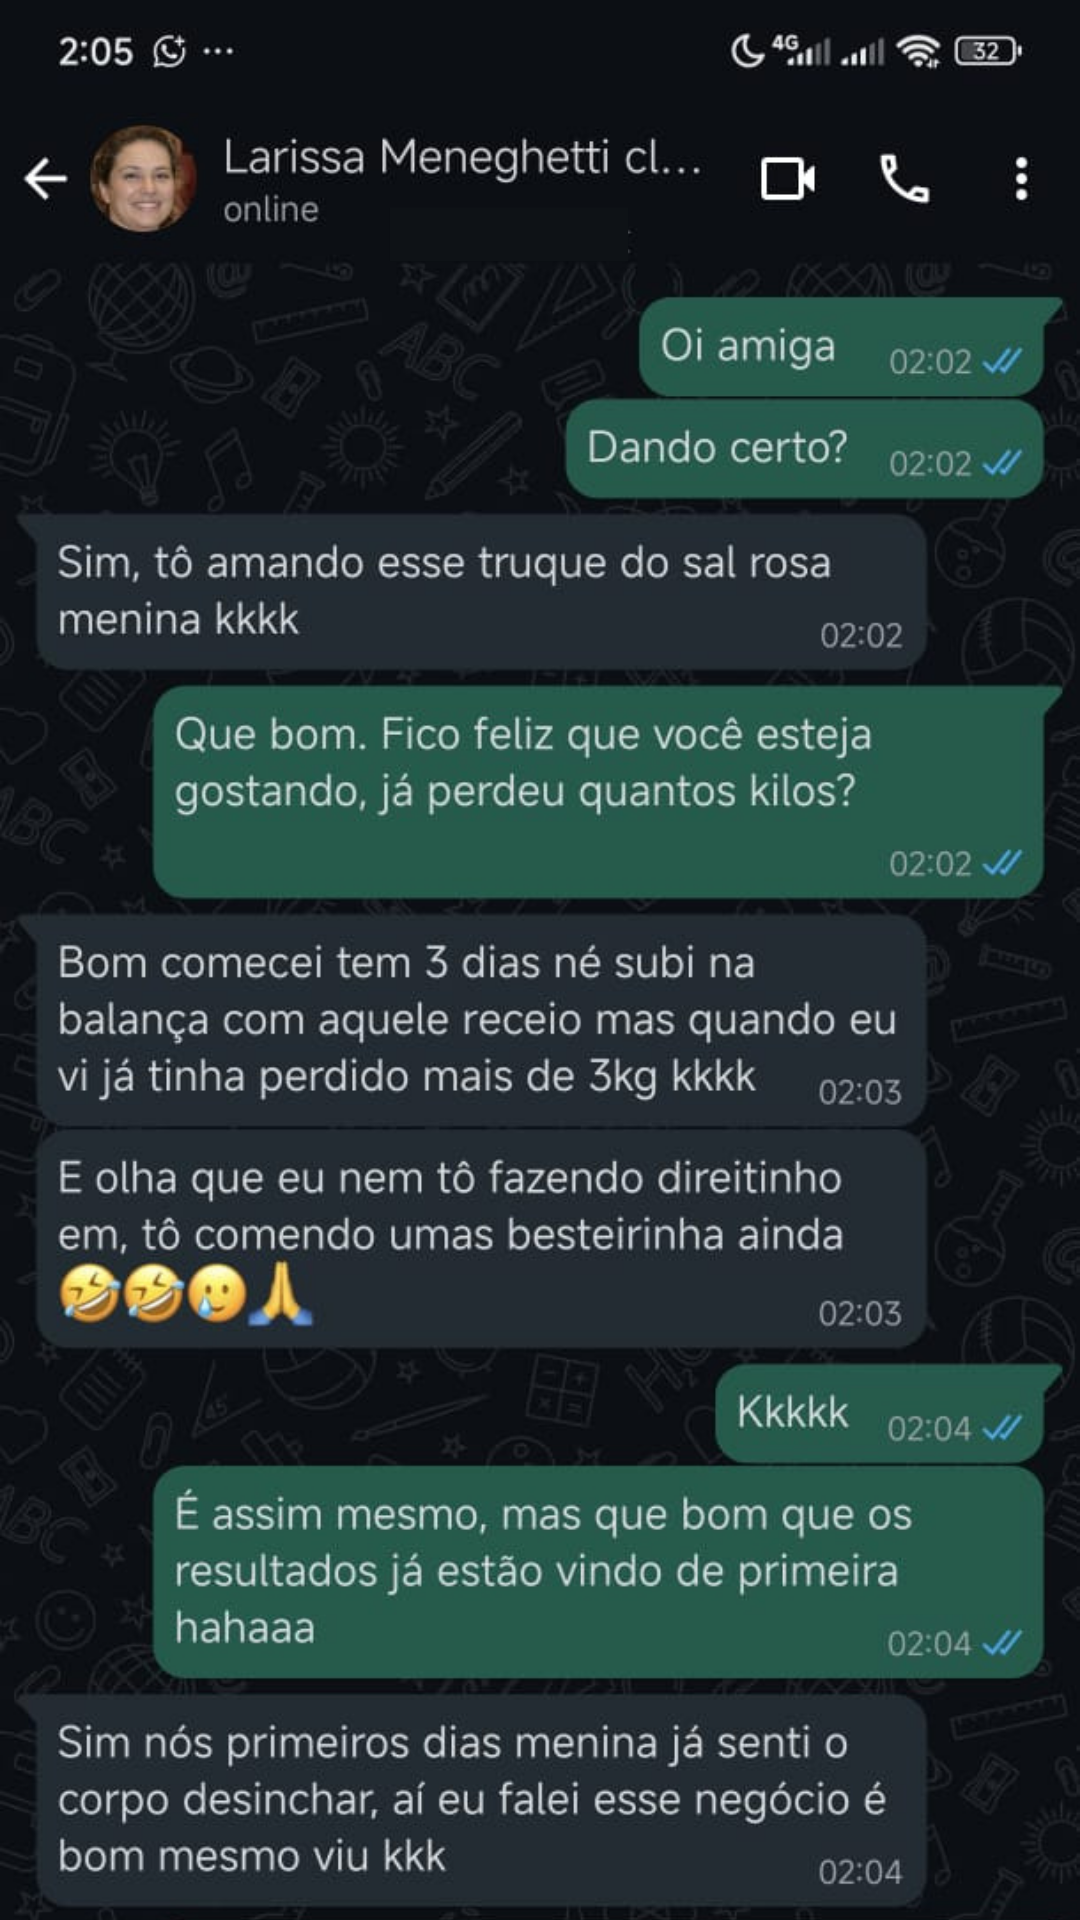 2:05
4G
32
Larissa Meneghetti cl...
online
Oi amiga
02:02
Dando certo?
02:02
Sim, tô amando esse truque do sal rosa
menina kkkk
02:02
Que bom. Fico feliz que você esteja
gostando, já perdeu quantos kilos?
02:02
Bom comecei tem 3 dias né subi na
balança com aquele receio mas quando eu
vi já tinha perdido mais de 3kg kkkk
02:03
E olha que eu nem tô fazendo direitinho
em, tô comendo umas besteirinha ainda
🤣🤣🥲🙏
02:03
Kkkkk
02:04
É assim mesmo, mas que bom que os
resultados já estão vindo de primeira
hahaaa
02:04
Sim nós primeiros dias menina já senti o
corpo desinchar, aí eu falei esse negócio é
bom mesmo viu kkk
02:04